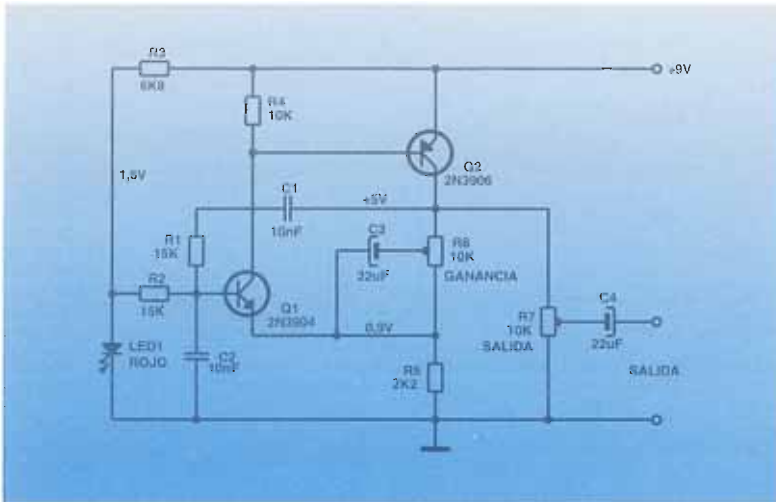 R3
6K8
+9V
R4
10K
Q2
2N3906
1,6V
C1
10nF
+5V
R1
15K
C3
22uF
R6
10K
GANANCIA
R2
15K
Q1
2N3904
C4
22uF
R7
10K
SALIDA
0,9V
LED1
ROJO
C2
10nF
R5
2K2
SALIDA